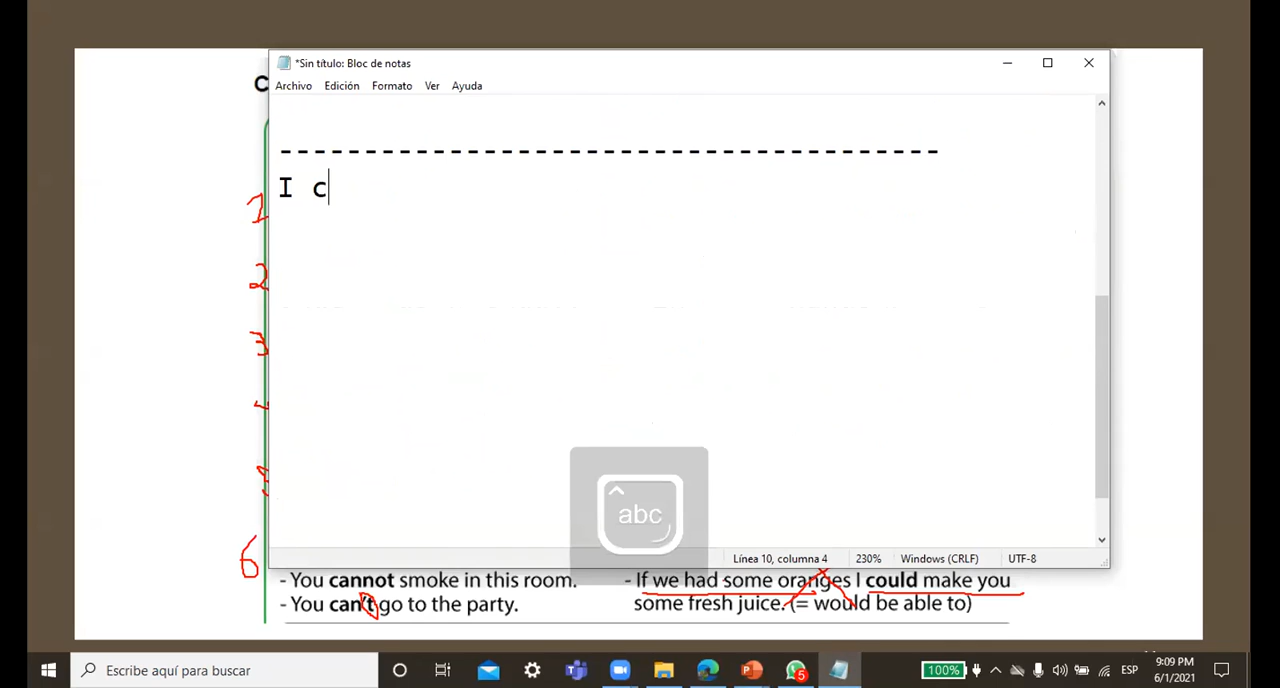 *Sin título: Bloc de notas
Archivo Edición Formato Ver Ayuda
C
---------------------------------------
I c
1
2
3
6
abc
Línea 10, columna 4 230% Windows (CRLF) UTF-8
- You cannot smoke in this room.
- You can't go to the party.
- If we had some oranges I could make you
some fresh juice. (= would be able to)
Escribe aquí para buscar
5
100%
ESP
9:09 PM
6/1/2021